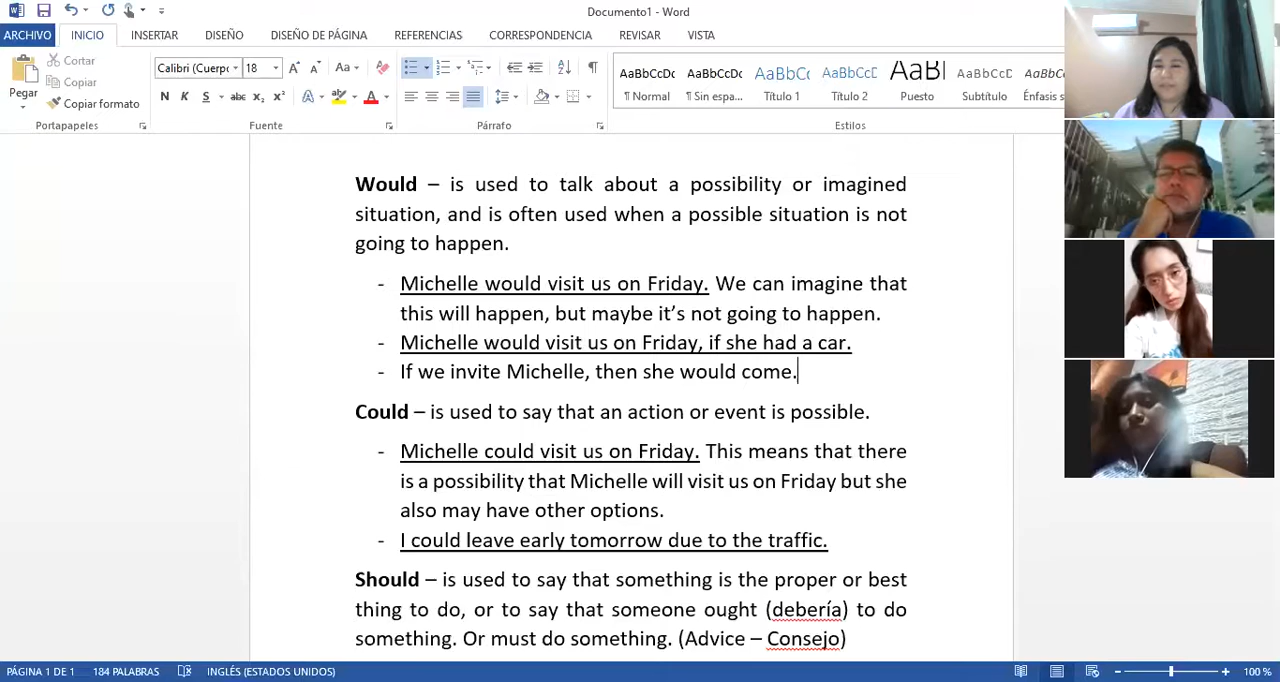 Documento1 - Word
ARCHIVO INICIO INSERTAR DISEÑO DISEÑO DE PÁGINA REFERENCIAS CORRESPONDENCIA REVISAR VISTA
Pegar
Cortar
Copiar
Copiar formato
Portapapeles
Calibri (Cuerpo 18
N K S abc x₂ x²
Fuente
Párrafo
AaBbCcDc AaBbCcDc AaBbCc AaBbCcD AaB AaBbCcD AaBbCc
¶ Normal ¶ Sin espa... Título 1 Título 2 Puesto Subtítulo Énfasis s
Estilos
Would – is used to talk about a possibility or imagined
situation, and is often used when a possible situation is not
going to happen.
- Michelle would visit us on Friday. We can imagine that
this will happen, but maybe it’s not going to happen.
- Michelle would visit us on Friday, if she had a car.
- If we invite Michelle, then she would come.
Could – is used to say that an action or event is possible.
- Michelle could visit us on Friday. This means that there
is a possibility that Michelle will visit us on Friday but she
also may have other options.
- I could leave early tomorrow due to the traffic.
Should – is used to say that something is the proper or best
thing to do, or to say that someone ought (debería) to do
something. Or must do something. (Advice – Consejo)
PÁGINA 1 DE 1 184 PALABRAS INGLÉS (ESTADOS UNIDOS) 100 %